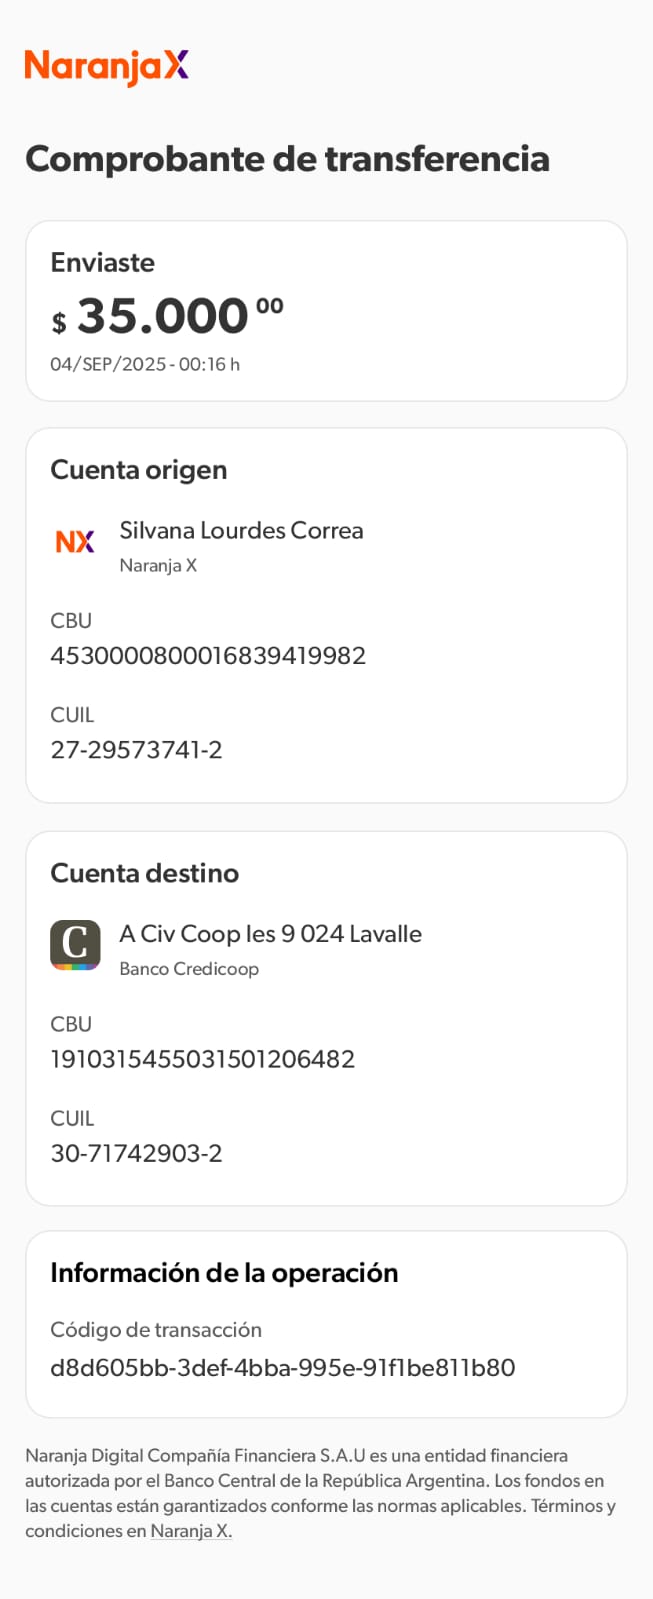 NaranjaX
Comprobante de transferencia
Enviaste
$ 35.000 00
04/SEP/2025 - 00:16 h
Cuenta origen
NX
Silvana Lourdes Correa
Naranja X
CBU
4530000800016839419982
CUIL
27-29573741-2
Cuenta destino
C
A Civ Coop Ies 9 024 Lavalle
Banco Credicoop
CBU
1910315455031501206482
CUIL
30-71742903-2
Información de la operación
Código de transacción
d8d605bb-3def-4bba-995e-91f1be811b80
Naranja Digital Compañía Financiera S.A.U es una entidad financiera
autorizada por el Banco Central de la República Argentina. Los fondos en
las cuentas están garantizados conforme las normas aplicables. Términos y
condiciones en Naranja X.